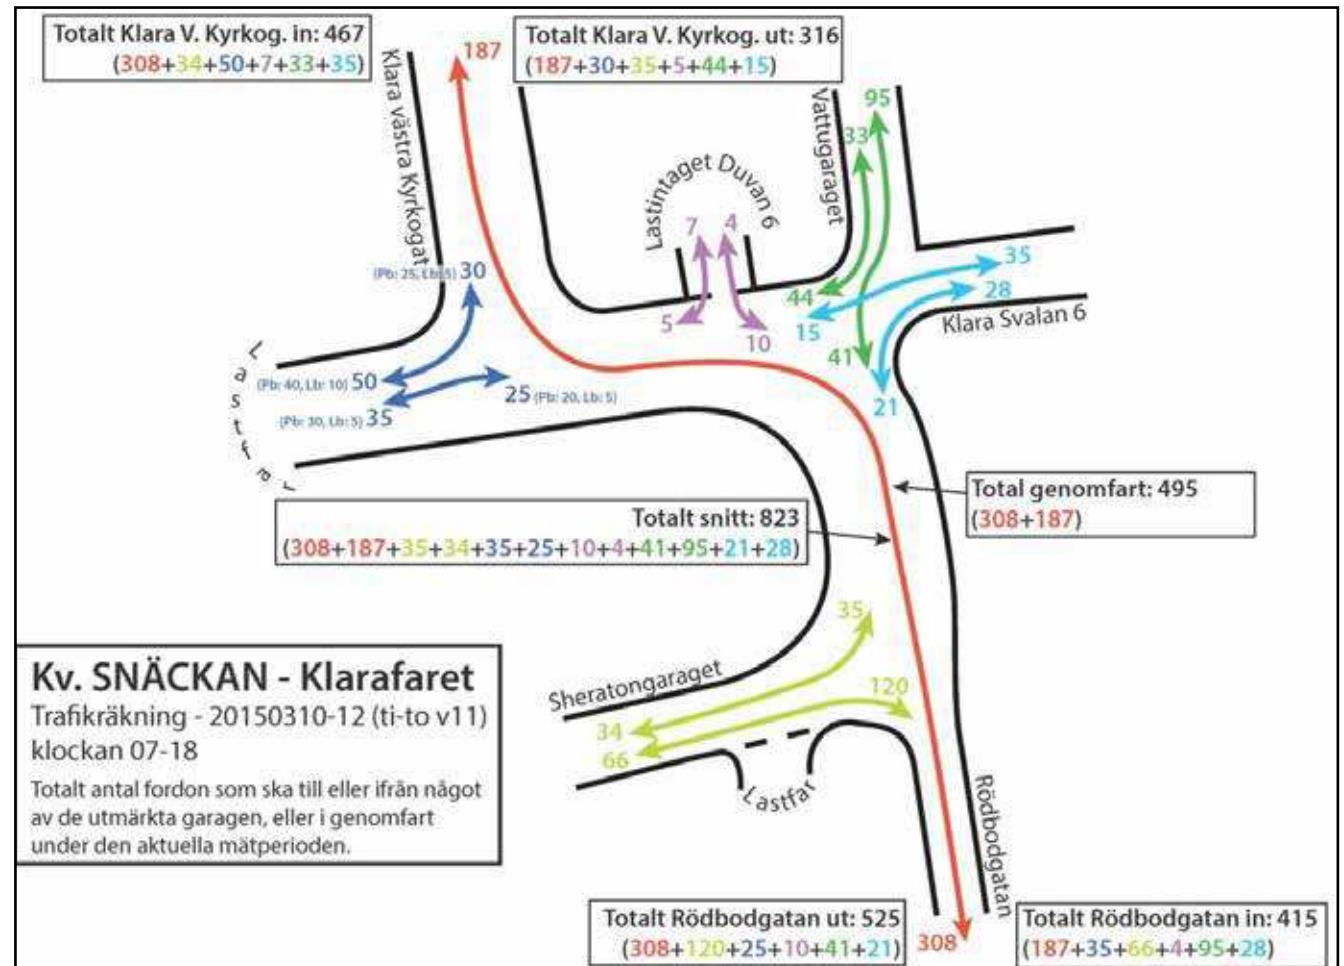 Totalt Klara V. Kyrkog. in: 467
(308+34+50+7+33+35)
Totalt Klara V. Kyrkog. ut: 316
(187+30+35+5+44+15)
187
Klara västra Kyrkogat
Lastintaget Duvan 6
Vattugaraget
95
33
7
4
35
28
(Pb: 25, Lb: 5) 30
44
15
5
10
Klara Svalan 6
41
21
Lastfar
(Pb: 40, Lb: 10) 50
25 (Pb: 20, Lb: 5)
(Pb: 30, Lb: 5) 35
Total genomfart: 495
(308+187)
Totalt snitt: 823
(308+187+35+34+35+25+10+4+41+95+21+28)
35
Sheratongaraget
120
34
66
Lastfar
Kv. SNÄCKAN - Klarafaret
Trafikräkning - 20150310-12 (ti-to v11)
klockan 07-18
Totalt antal fordon som ska till eller ifrån något
av de utmärkta garagen, eller i genomfart
under den aktuella mätperioden.
Rödbodgatan
Totalt Rödbodgatan ut: 525
(308+120+25+10+41+21)
308
Totalt Rödbodgatan in: 415
(187+35+66+4+95+28)